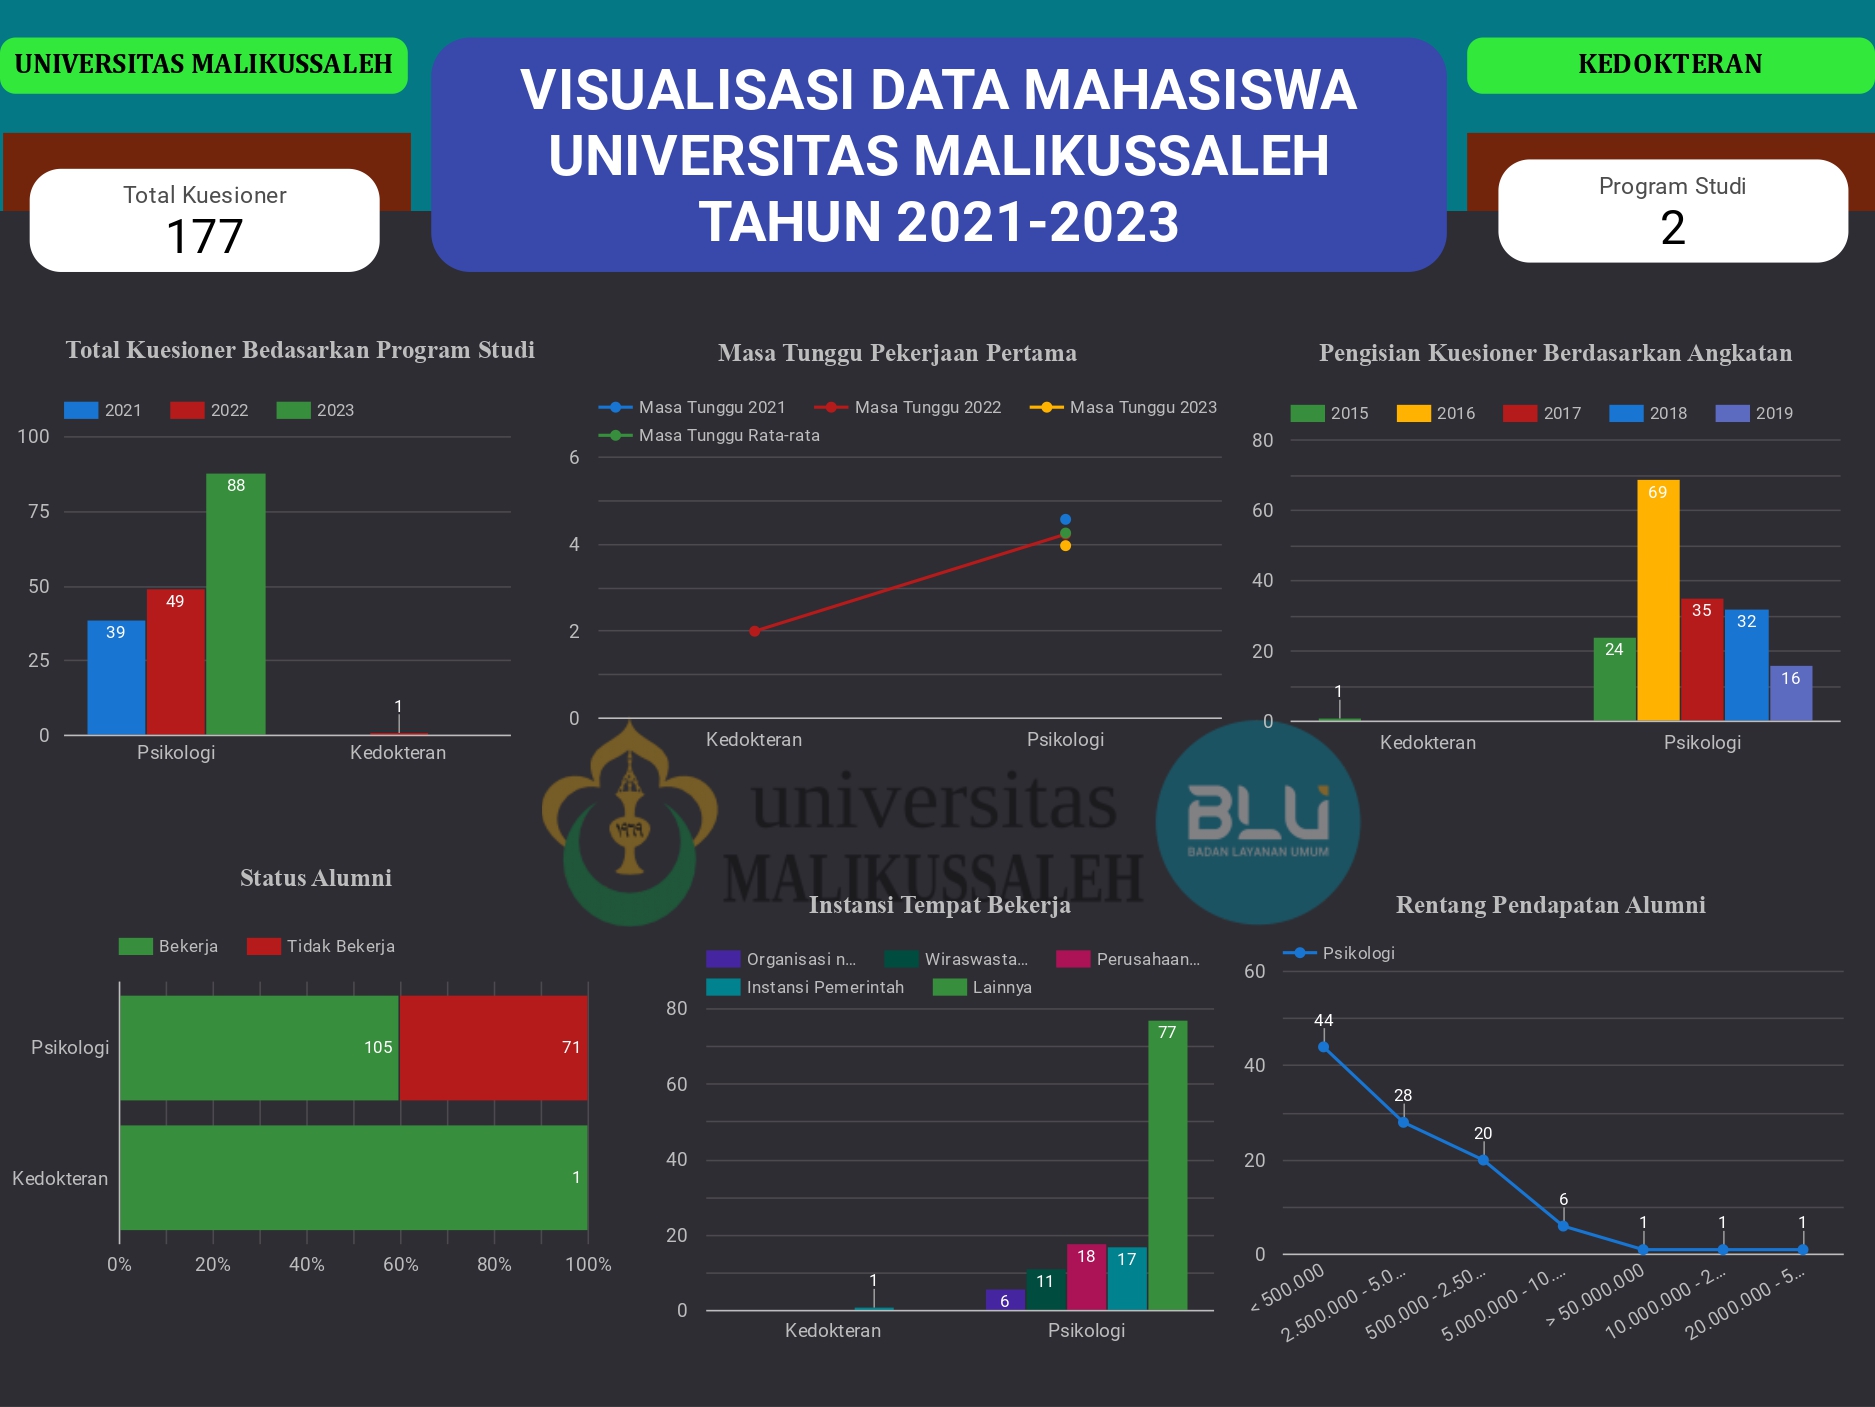 UNIVERSITAS MALIKUSSALEH
VISUALISASI DATA MAHASISWA
UNIVERSITAS MALIKUSSALEH
TAHUN 2021-2023
KEDOKTERAN
Total Kuesioner
177
Program Studi
2
Total Kuesioner Bedasarkan Program Studi
2021 2022 2023
100
75
50
25
0
39
49
88
1
Psikologi Kedokteran
Masa Tunggu Pekerjaan Pertama
Masa Tunggu 2021 Masa Tunggu 2022 Masa Tunggu 2023
Masa Tunggu Rata-rata
6
4
2
0
Kedokteran Psikologi
Pengisian Kuesioner Berdasarkan Angkatan
2015 2016 2017 2018 2019
80
60
40
20
0
1
24
69
35
32
16
Kedokteran Psikologi
١٩٦٩
universitas
MALIKUSSALEH
BLU
BADAN LAYANAN UMUM
Status Alumni
Bekerja Tidak Bekerja
Psikologi
105
71
Kedokteran
1
0% 20% 40% 60% 80% 100%
Instansi Tempat Bekerja
Organisasi n... Wiraswasta... Perusahaan...
Instansi Pemerintah Lainnya
80
60
40
20
0
1
6
11
18
17
77
Kedokteran Psikologi
Rentang Pendapatan Alumni
Psikologi
60
40
20
0
44
28
20
6
1
1
1
< 500.000
2.500.000 - 5.0...
500.000 - 2.50...
5.000.000 - 10....
> 50.000.000
10.000.000 - 2...
20.000.000 - 5...